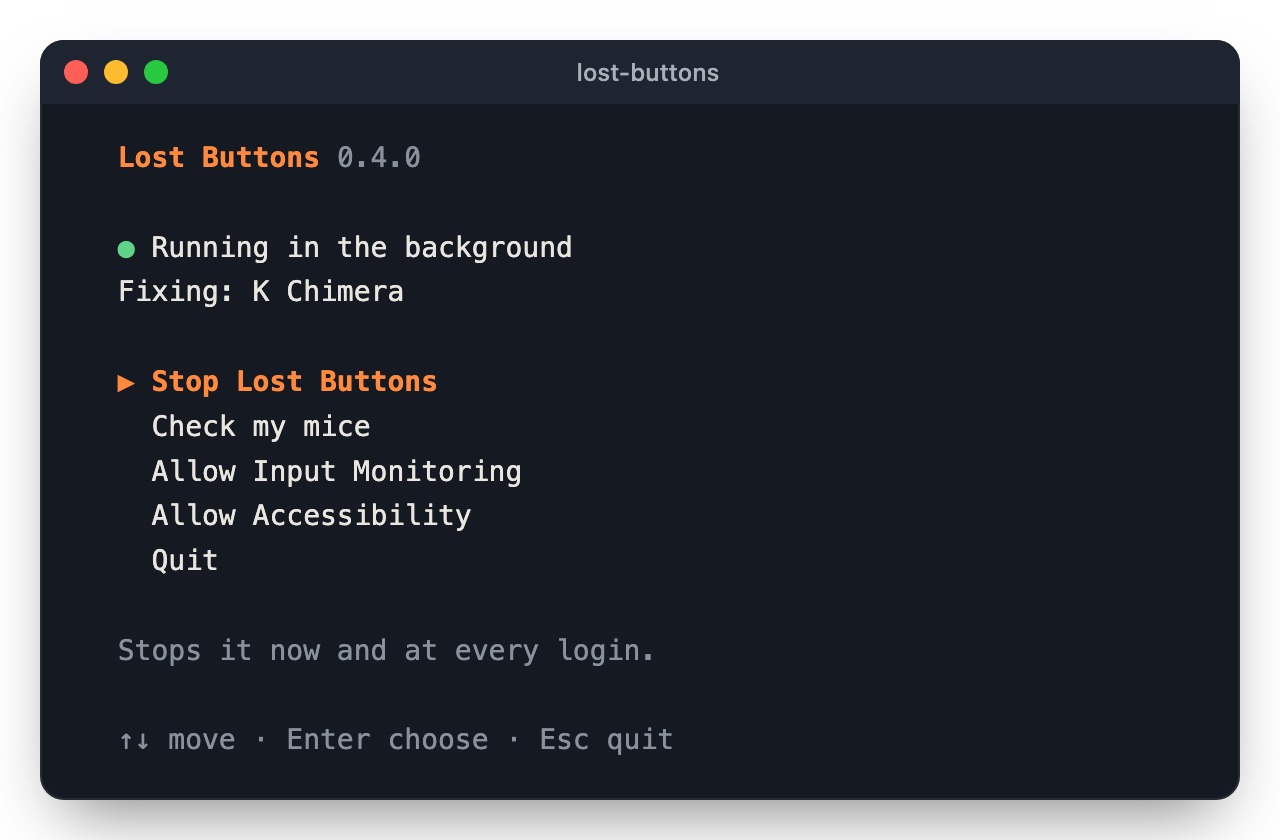 lost-buttons
Lost Buttons 0.4.0
● Running in the background
Fixing: K Chimera
▶ Stop Lost Buttons
Check my mice
Allow Input Monitoring
Allow Accessibility
Quit
Stops it now and at every login.
↑↓ move · Enter choose · Esc quit